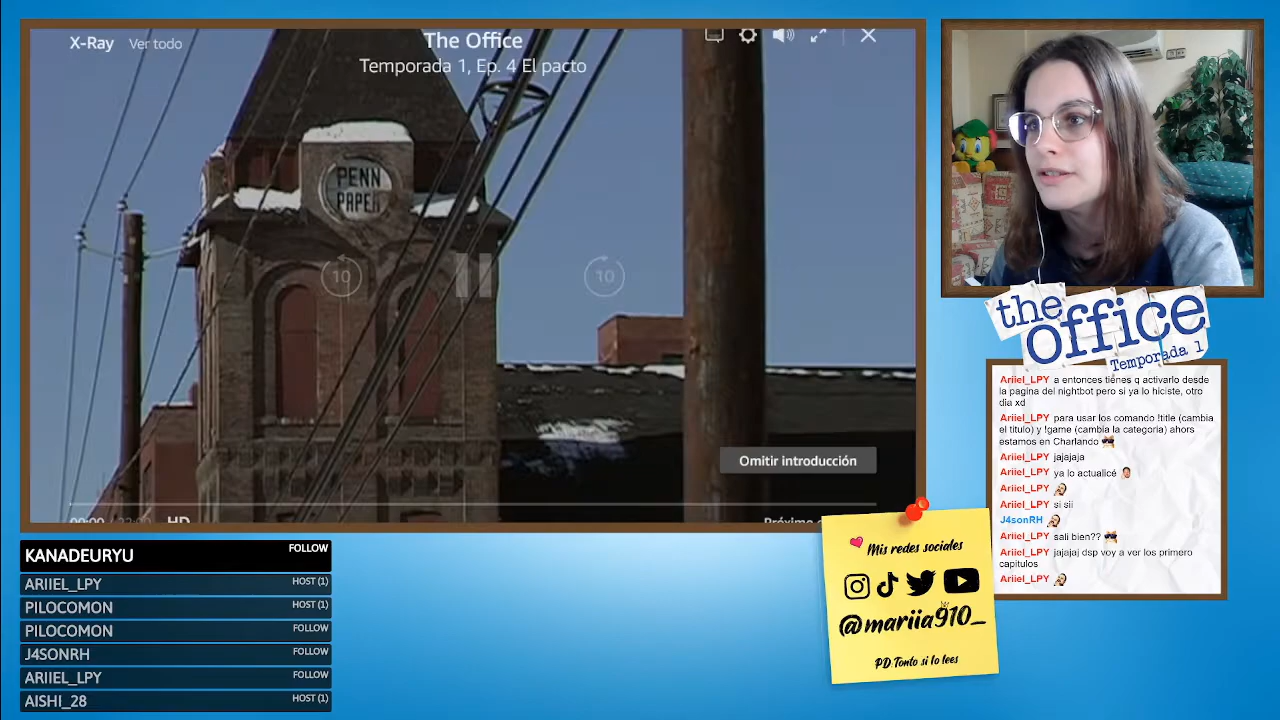 X-Ray
Ver todo
The Office
Temporada 1, Ep. 4 El pacto
PENN
PAPER
10
10
Omitir introducción
HD
the
office
Temporada 1
Ariiel_LPY a entonces tienes q activarlo desde
la pagina del nightbot pero si ya lo hiciste, otro
dia xd
Ariiel_LPY para usar los comando !title (cambia
el titulo) y !game (cambia la categoría) ahors
estamos en Charlando
Ariiel_LPY jajajaja
Ariiel_LPY ya lo actualicé
Ariiel_LPY
Ariiel_LPY si sii
J4sonRH
Ariiel_LPY sali bien??
Ariiel_LPY jajajaj dsp voy a ver los primero
capitulos
Ariiel_LPY
KANADEURYU FOLLOW
ARIIEL_LPY HOST (1)
PILOCOMON HOST (1)
PILOCOMON FOLLOW
J4SONRH FOLLOW
ARIIEL_LPY FOLLOW
AISHI_28 HOST (1)
Mis redes sociales
@mariia910_
PD.Tonto si lo lees